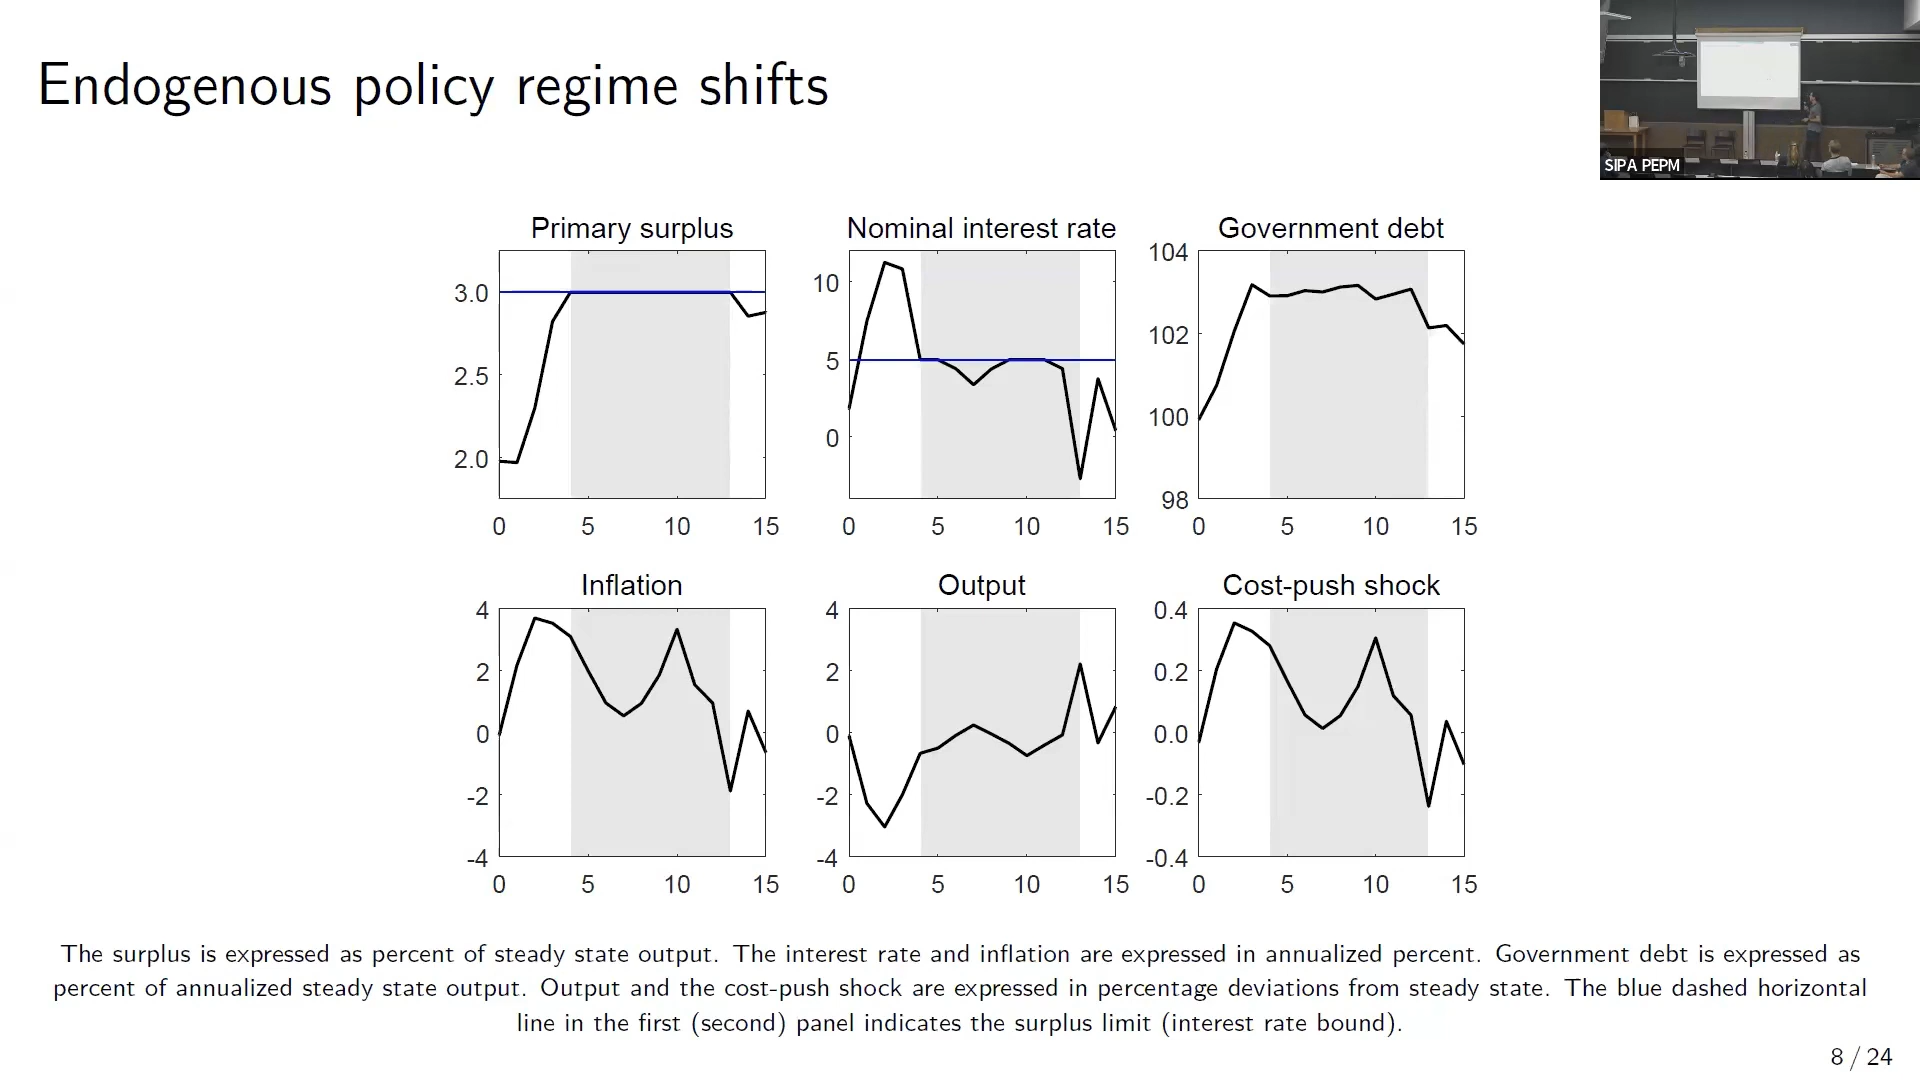 Endogenous policy regime shifts
SIPA PEPM
Primary surplus
3.0
2.5
2.0
0 5 10 15
Nominal interest rate
10
5
0
0 5 10 15
Government debt
104
102
100
98
0 5 10 15
Inflation
4
2
0
-2
-4
0 5 10 15
Output
4
2
0
-2
-4
0 5 10 15
Cost-push shock
0.4
0.2
0.0
-0.2
-0.4
0 5 10 15
The surplus is expressed as percent of steady state output. The interest rate and inflation are expressed in annualized percent. Government debt is expressed as
percent of annualized steady state output. Output and the cost-push shock are expressed in percentage deviations from steady state. The blue dashed horizontal
line in the first (second) panel indicates the surplus limit (interest rate bound).
8 / 24